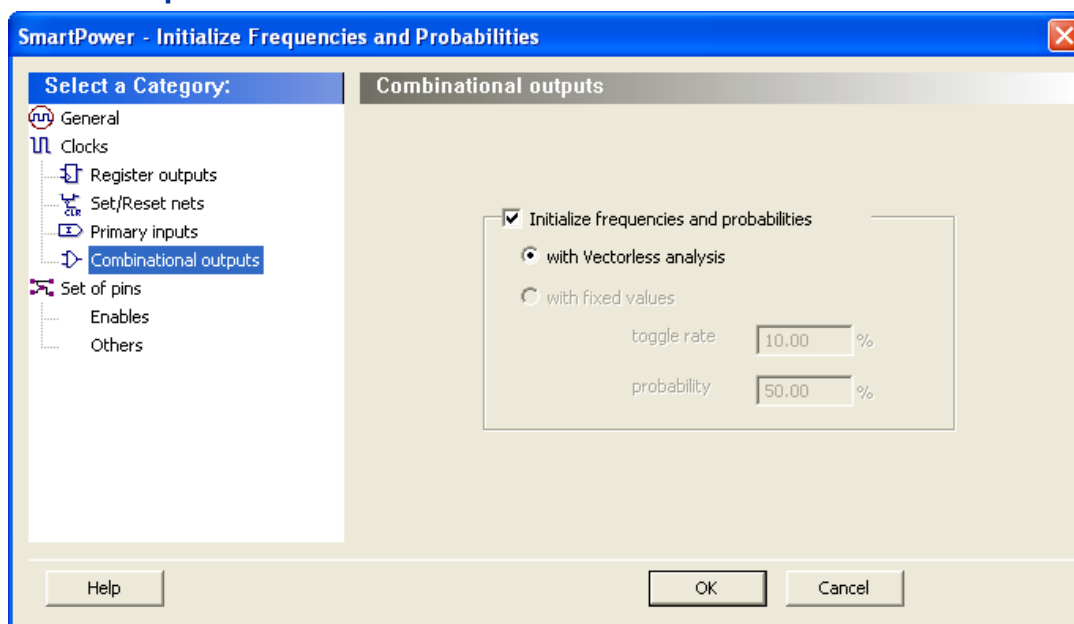 SmartPower - Initialize Frequencies and Probabilities
Select a Category:
Combinational outputs
General
Clocks
Register outputs
Set/Reset nets
CLR
Primary inputs
Combinational outputs
Set of pins
Enables
Others
Initialize frequencies and probabilities
with Vectorless analysis
with fixed values
toggle rate 10.00 %
probability 50.00 %
Help
OK
Cancel